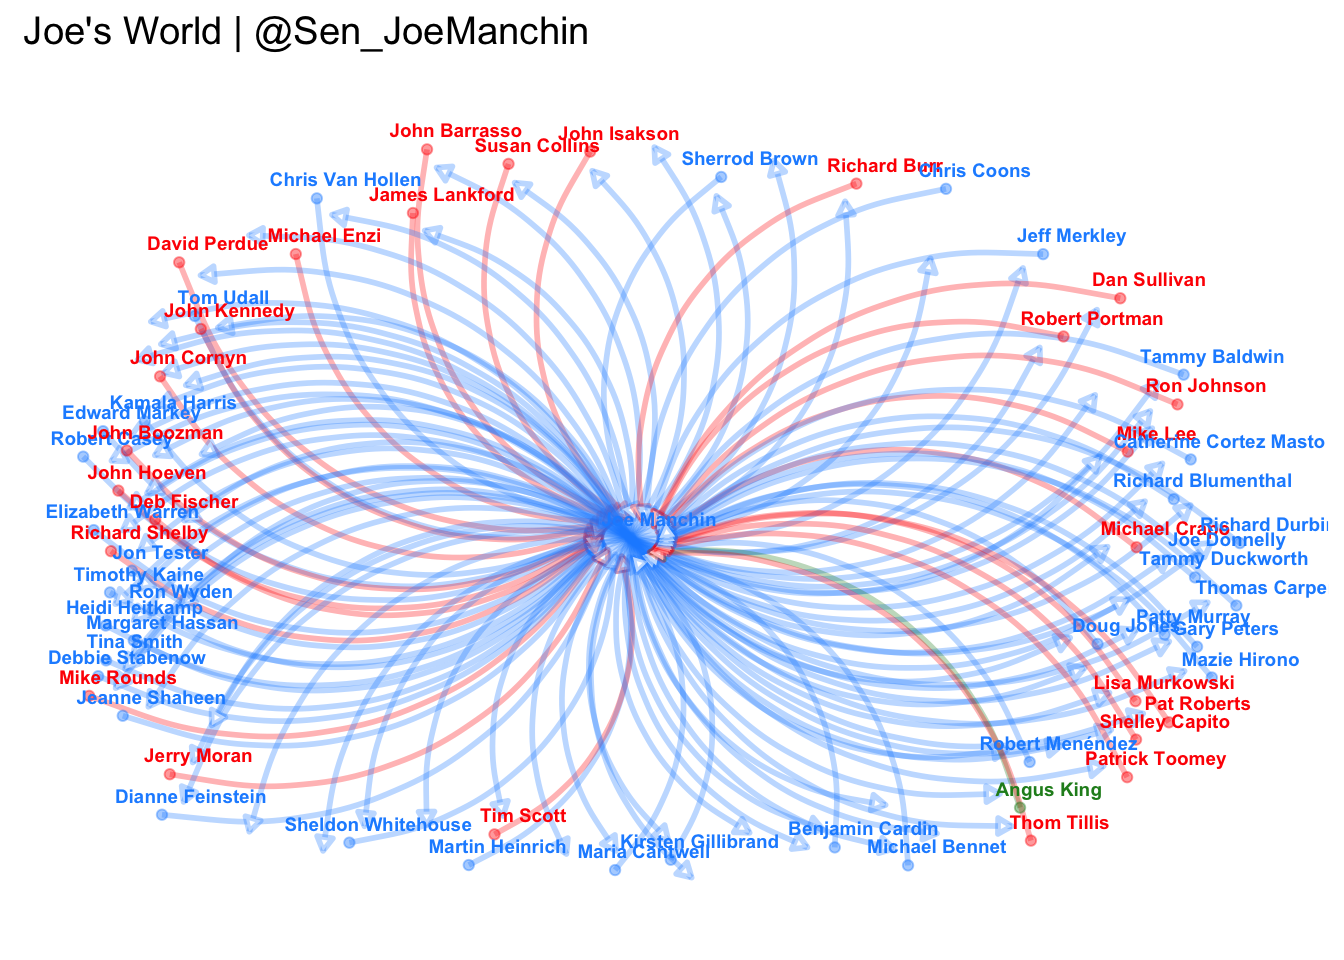 Joe's World | @Sen_JoeManchin
John Barrasso
John Isakson
Susan Collins
Sherrod Brown
Richard Burr
Chris Coons
Chris Van Hollen
James Lankford
Michael Enzi
David Perdue
Jeff Merkley
Dan Sullivan
Tom Udall
John Kennedy
Robert Portman
John Cornyn
Tammy Baldwin
Ron Johnson
Kamala Harris
Edward Markey
John Boozman
Robert Casey
Mike Lee
Catherine Cortez Masto
John Hoeven
Richard Blumenthal
Deb Fischer
Elizabeth Warren
Joe Manchin
Richard Durbin
Richard Shelby
Michael Crapo
Joe Donnelly
Jon Tester
Tammy Duckworth
Timothy Kaine
Ron Wyden
Thomas Carpe
Heidi Heitkamp
Margaret Hassan
Patty Murray
Doug Jones
Gary Peters
Tina Smith
Debbie Stabenow
Mazie Hirono
Mike Rounds
Lisa Murkowski
Jeanne Shaheen
Pat Roberts
Shelley Capito
Robert Menéndez
Jerry Moran
Patrick Toomey
Dianne Feinstein
Angus King
Tim Scott
Thom Tillis
Sheldon Whitehouse
Benjamin Cardin
Kirsten Gillibrand
Martin Heinrich
Maria Cantwell
Michael Bennet